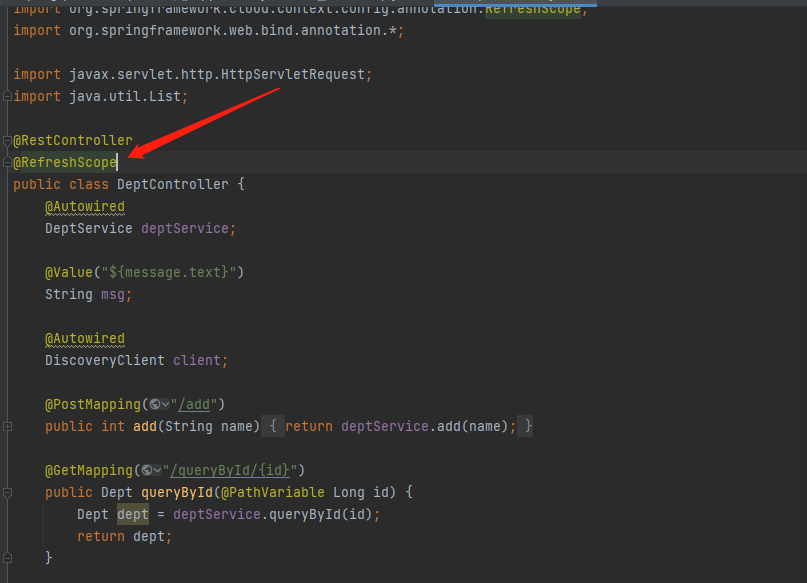 import org.springframework.cloud.context.config.annotation.RefreshScope;
import org.springframework.web.bind.annotation.*;
import javax.servlet.http.HttpServletRequest;
import java.util.List;
@RestController
@RefreshScope
public class DeptController {
@Autowired
DeptService deptService;
@Value("${message.text}")
String msg;
@Autowired
DiscoveryClient client;
@PostMapping("/add")
public int add(String name) { return deptService.add(name); }
@GetMapping("/queryById/{id}")
public Dept queryById(@PathVariable Long id) {
Dept dept = deptService.queryById(id);
return dept;
}